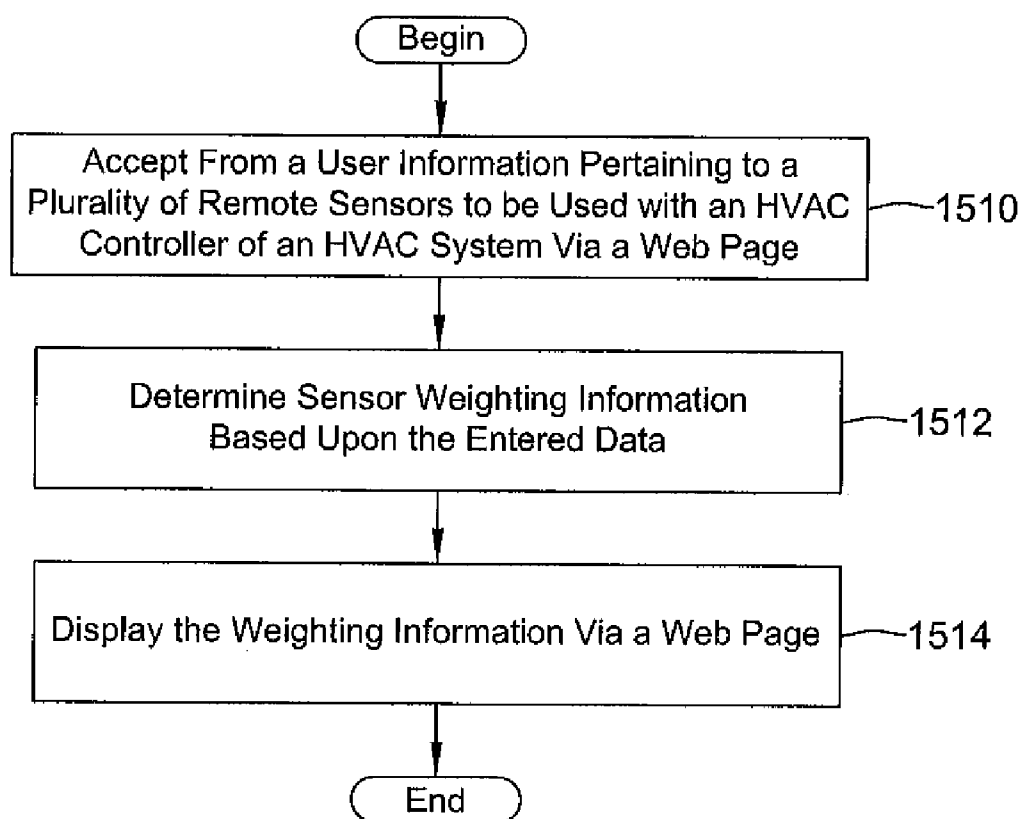 Begin
Accept From a User Information Pertaining to a
Plurality of Remote Sensors to be Used with an HVAC
Controller of an HVAC System Via a Web Page
1510
Determine Sensor Weighting Information
Based Upon the Entered Data
1512
Display the Weighting Information Via a Web Page
1514
End